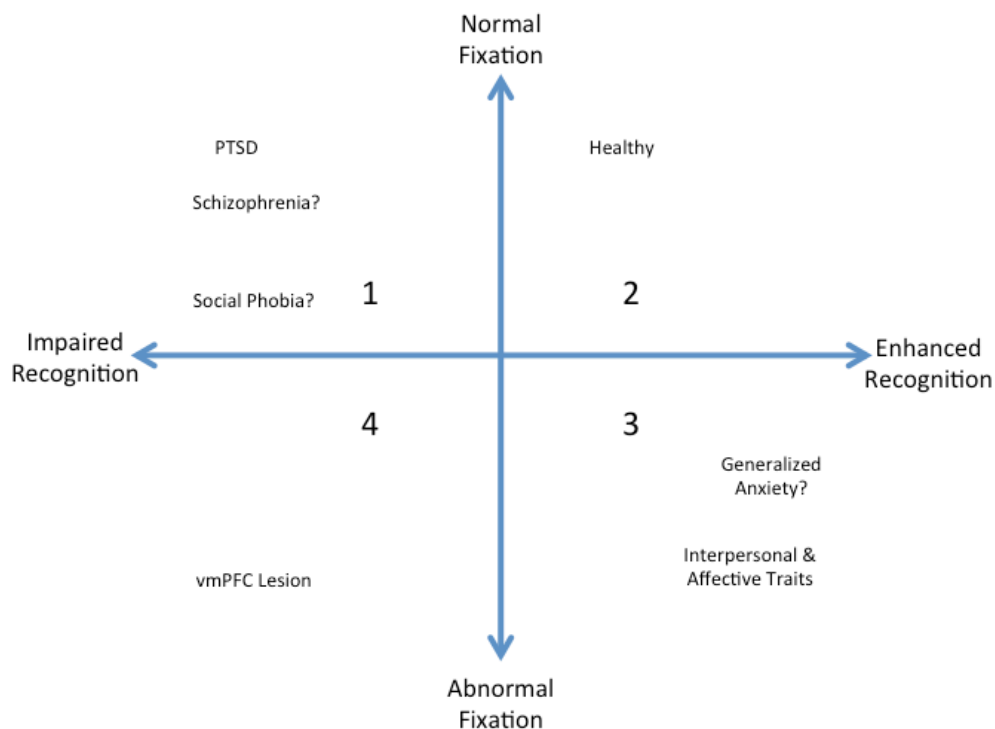 Normal
Fixation
PTSD
Healthy
Schizophrenia?
Social Phobia?
1
2
Impaired
Recognition
Enhanced
Recognition
4
3
Generalized
Anxiety?
Interpersonal &
Affective Traits
vmPFC Lesion
Abnormal
Fixation